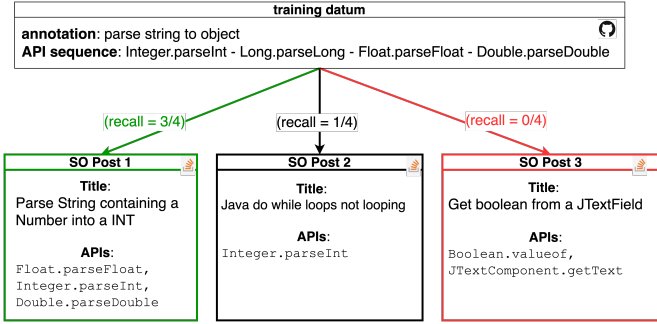 training datum
annotation: parse string to object
API sequence: Integer.parseInt - Long.parseLong - Float.parseFloat - Double.parseDouble
(recall = 3/4)
(recall = 1/4)
(recall = 0/4)
SO Post 1
Title:
Parse String containing a
Number into a INT
APIs:
Float.parseFloat,
Integer.parseInt,
Double.parseDouble
SO Post 2
Title:
Java do while loops not looping
APIs:
Integer.parseInt
SO Post 3
Title:
Get boolean from a JTextField
APIs:
Boolean.valueof,
JTextComponent.getText